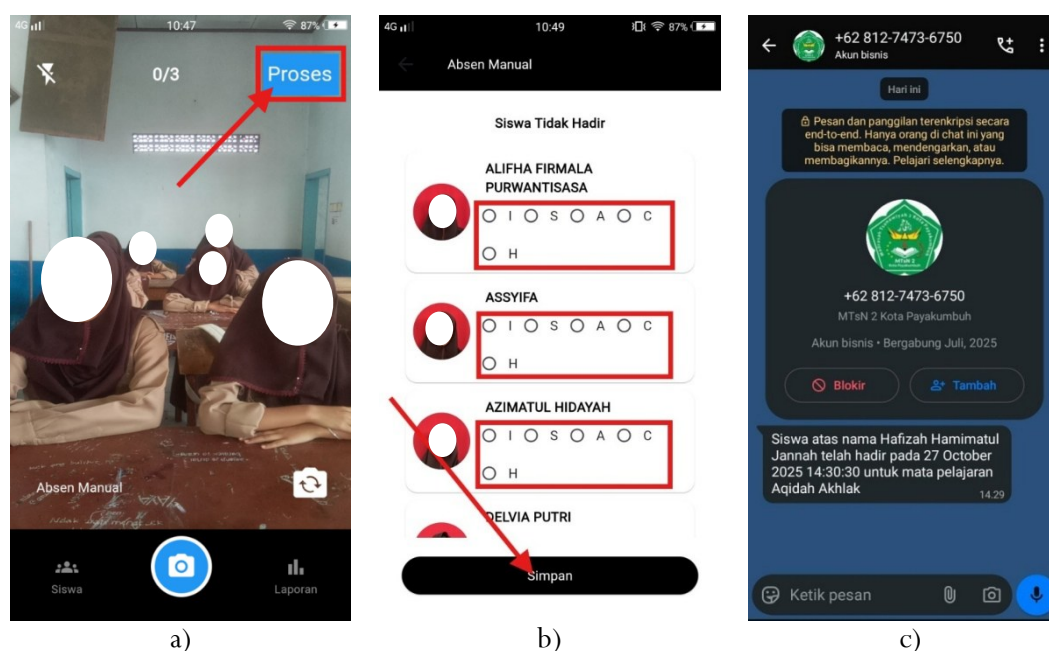 4G 10:47 87%
0/3
Proses
Absen Manual
Siswa
Laporan
a)
4G 10:49 87%
Absen Manual
Siswa Tidak Hadir
ALIFHA FIRMALA
PURWANTISASA
I S A C
H
ASSYIFA
I S A C
H
AZIMATUL HIDAYAH
I S A C
H
DELVIA PUTRI
Simpan
b)
+62 812-7473-6750
Akun bisnis
Hari ini
Pesan dan panggilan terenkripsi secara
end-to-end. Hanya orang di chat ini yang
bisa membaca, mendengarkan, atau
membagikannya. Pelajari selengkapnya.
MTsN 2
Kota Payakumbuh
+62 812-7473-6750
MTsN 2 Kota Payakumbuh
Akun bisnis • Bergabung Juli, 2025
Blokir
Tambah
Siswa atas nama Hafizah Hamimatul
Jannah telah hadir pada 27 October
2025 14:30:30 untuk mata pelajaran
Aqidah Akhlak
14.29
Ketik pesan
c)